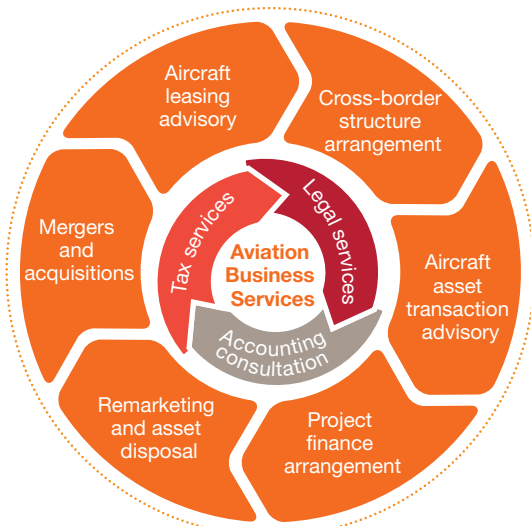 Aircraft
leasing
advisory
Cross-border
structure
arrangement
Aircraft
asset
transaction
advisory
Project
finance
arrangement
Remarketing
and asset
disposal
Mergers
and
acquisitions
Tax services
Legal services
Accounting
consultation
Aviation
Business
Services